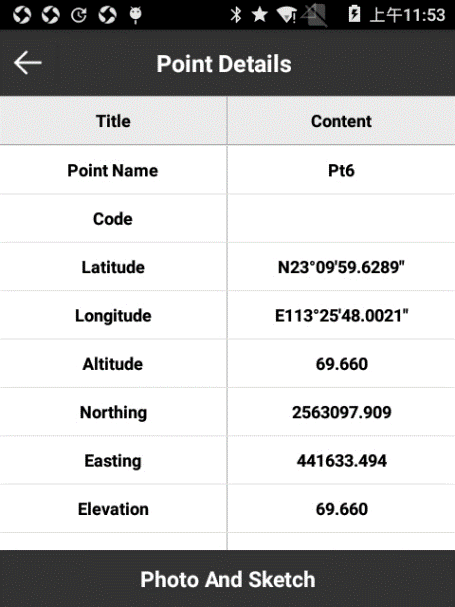 上午11:53
Point Details
Title Content
Point Name Pt6
Code
Latitude N23°09'59.6289"
Longitude E113°25'48.0021"
Altitude 69.660
Northing 2563097.909
Easting 441633.494
Elevation 69.660
Photo And Sketch